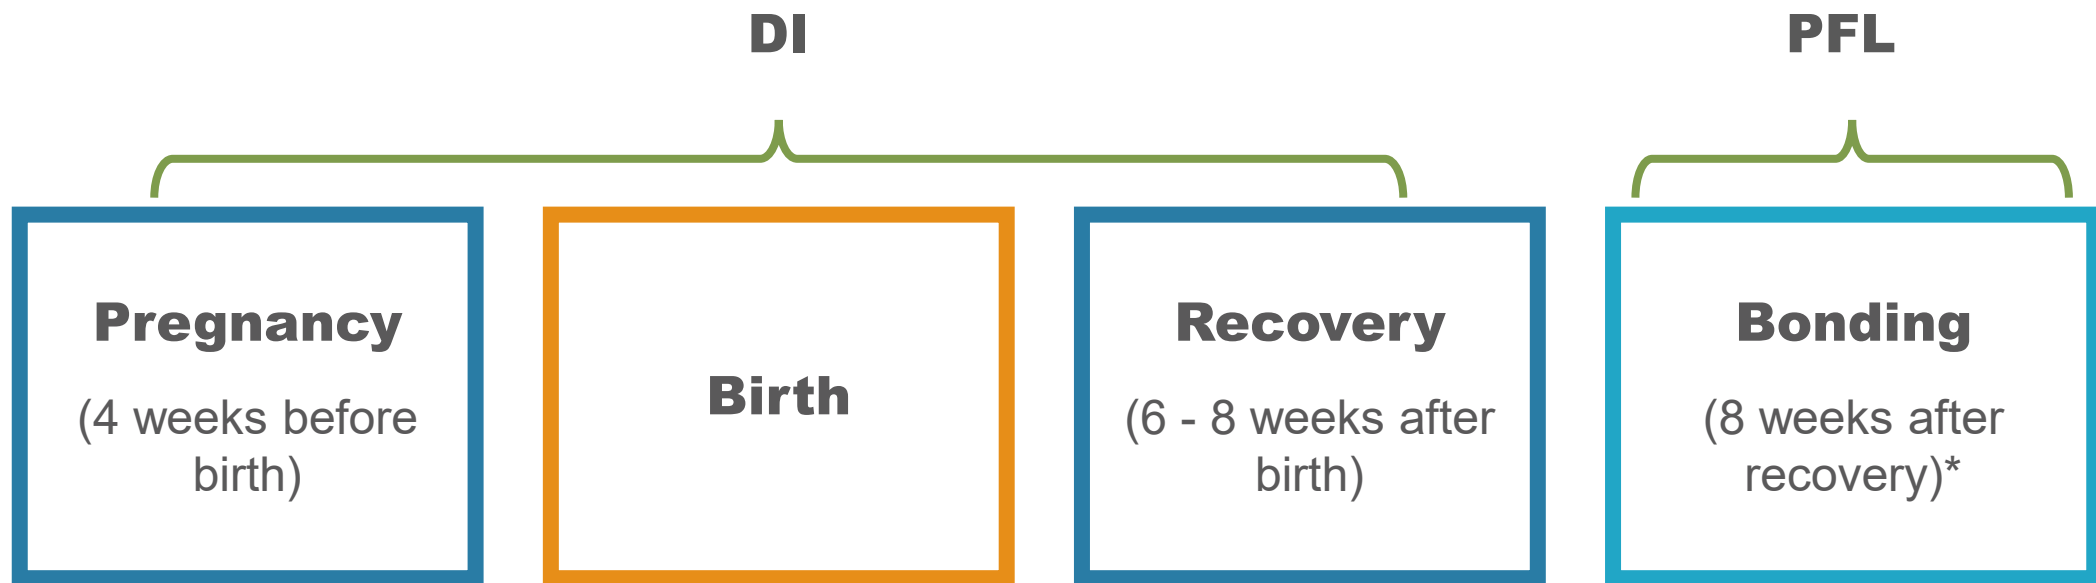 DI
PFL
Pregnancy
(4 weeks before
birth)
Birth
Recovery
(6 - 8 weeks after
birth)
Bonding
(8 weeks after
recovery)*